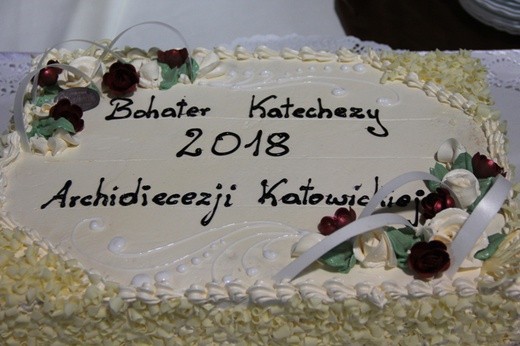 Bohater Katechezy
2018
Archidiecezji Katowickiej